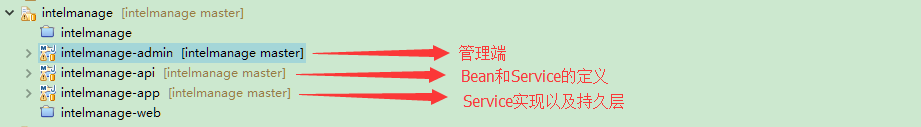 intelmanage [intelmanage master]
intelmanage
intelmanage-admin [intelmanage master] 管理端
intelmanage-api [intelmanage master] Bean和Service的定义
intelmanage-app [intelmanage master] Service实现以及持久层
intelmanage-web